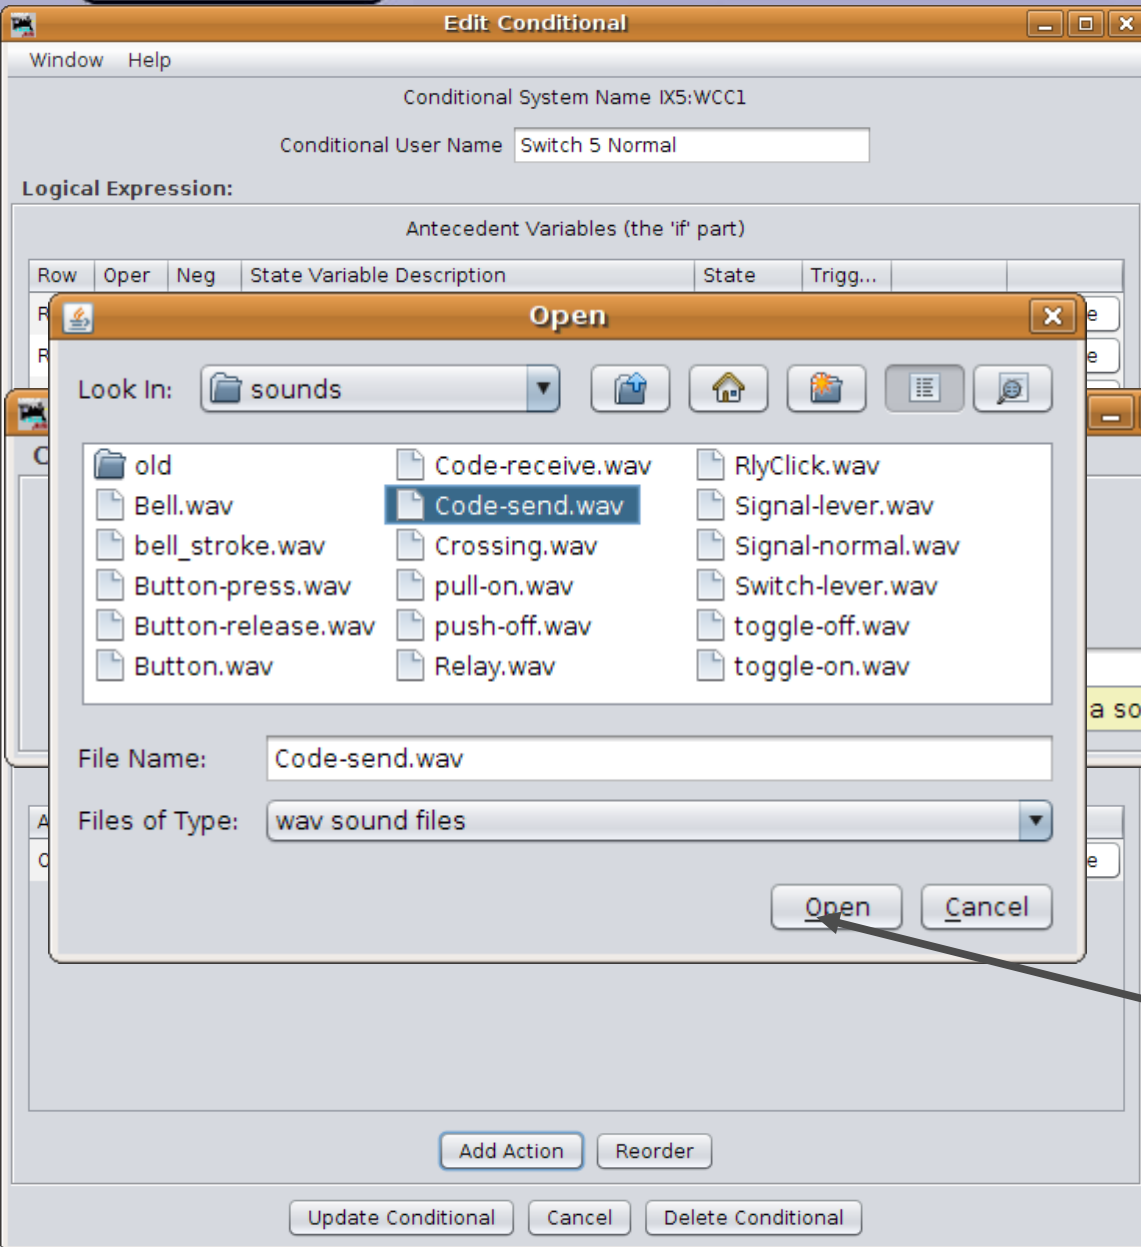 Edit Conditional
Window Help
Conditional System Name IX5:WCC1
Conditional User Name Switch 5 Normal
Logical Expression:
Antecedent Variables (the 'if' part)
Row Oper Neg State Variable Description State Trigg...
R e
R e
Open
Look In: sounds
C
old Code-receive.wav RlyClick.wav
Bell.wav Code-send.wav Signal-lever.wav
bell_stroke.wav Crossing.wav Signal-normal.wav
Button-press.wav pull-on.wav Switch-lever.wav
Button-release.wav push-off.wav toggle-off.wav
Button.wav Relay.wav toggle-on.wav
a so
File Name: Code-send.wav
A Files of Type: wav sound files
e
Open Cancel
Add Action Reorder
Update Conditional Cancel Delete Conditional